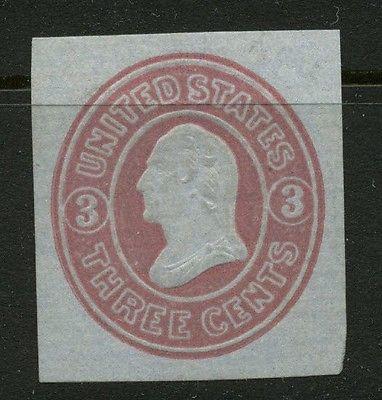 UNITED STATES
3 3
THREE CENTS